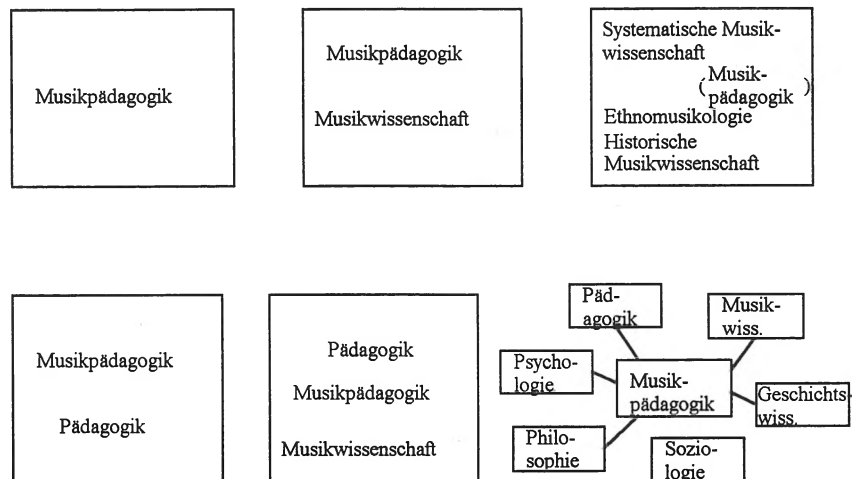 Musikpädagogik
Musikpädagogik
Musikwissenschaft
Systematische Musik-
wissenschaft
(Musik-
pädagogik)
Ethnomusikologie
Historische
Musikwissenschaft
Musikpädagogik
Pädagogik
Pädagogik
Musikpädagogik
Musikwissenschaft
Päd-
agogik
Musik-
wiss.
Psycho-
logie
Musik-
pädagogik
Geschichts-
wiss.
Philo-
sophie
Sozio-
logie